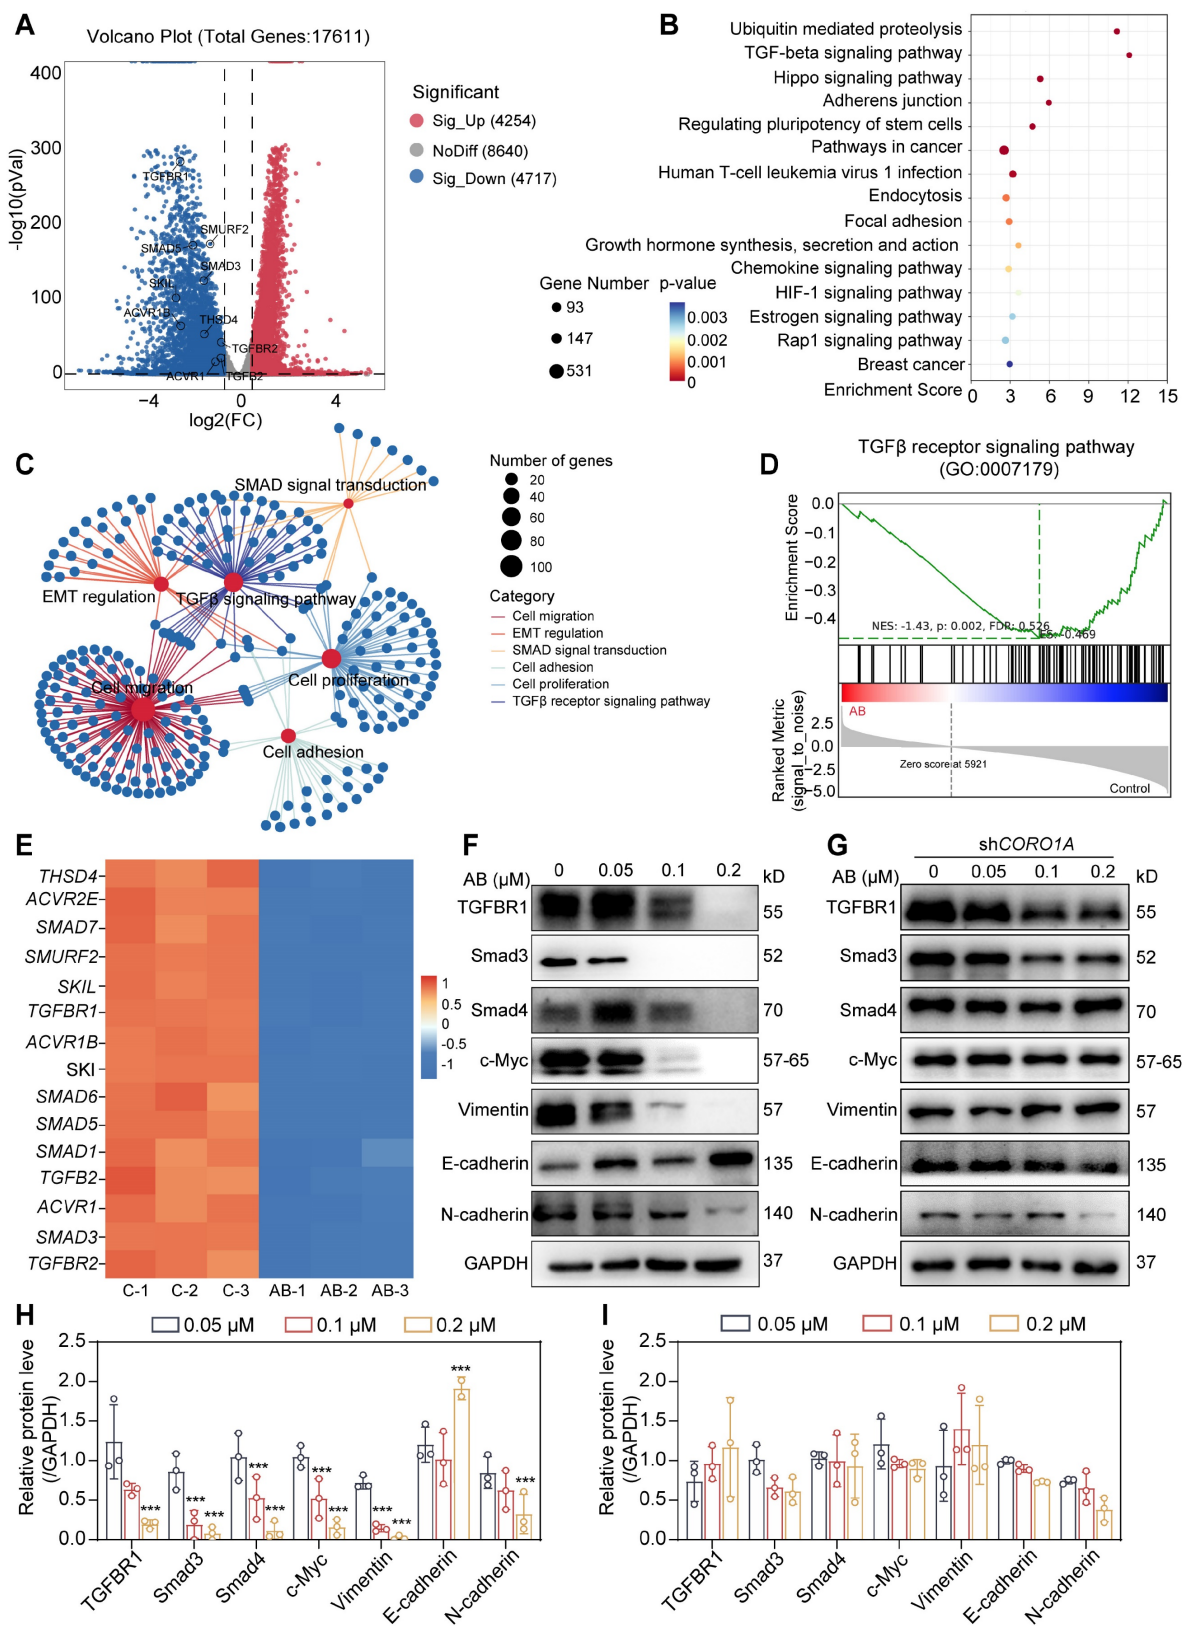 A
Volcano Plot (Total Genes:17611)
-log10(pVal)
400
300
200
100
0
TGFBR1
SMURF2
SMAD5
SMAD3
SKIL
ACVR1B
THSD4
TGFBR2
ACVR1
TGFB2
−4
0
4
log2(FC)
Significant
Sig_Up (4254)
NoDiff (8640)
Sig_Down (4717)
B
Ubiquitin mediated proteolysis
TGF-beta signaling pathway
Hippo signaling pathway
Adherens junction
Regulating pluripotency of stem cells
Pathways in cancer
Human T-cell leukemia virus 1 infection
Endocytosis
Focal adhesion
Growth hormone synthesis, secretion and action
Chemokine signaling pathway
HIF-1 signaling pathway
Estrogen signaling pathway
Rap1 signaling pathway
Breast cancer
Enrichment Score
0 3 6 9 12 15
Gene Number
93
147
531
p-value
0.003
0.002
0.001
0
C
SMAD signal transduction
EMT regulation
TGFβ signaling pathway
Cell migration
Cell proliferation
Cell adhesion
Number of genes
20
40
60
80
100
Category
Cell migration
EMT regulation
SMAD signal transduction
Cell adhesion
Cell proliferation
TGFβ receptor signaling pathway
D
TGFβ receptor signaling pathway
(GO:0007179)
Enrichment Score
0.0
−0.1
−0.2
−0.3
−0.4
NES: -1.43, p: 0.002, FDR: 0.526
ES: -0.469
AB
Ranked Metric
(signal_to_noise)
2.5
0.0
−2.5
−5.0
Zero score at 5921
Control
E
THSD4
ACVR2E
SMAD7
SMURF2
SKIL
TGFBR1
ACVR1B
SKI
SMAD6
SMAD5
SMAD1
TGFB2
ACVR1
SMAD3
TGFBR2
C-1 C-2 C-3 AB-1 AB-2 AB-3
1
0.5
0
-0.5
-1
F
AB (μM) 0 0.05 0.1 0.2 kD
TGFBR1 55
Smad3 52
Smad4 70
c-Myc 57-65
Vimentin 57
E-cadherin 135
N-cadherin 140
GAPDH 37
G
shCORO1A
AB (μM) 0 0.05 0.1 0.2 kD
TGFBR1 55
Smad3 52
Smad4 70
c-Myc 57-65
Vimentin 57
E-cadherin 135
N-cadherin 140
GAPDH 37
H
0.05 μM 0.1 μM 0.2 μM
Relative protein leve
(/GAPDH)
2.5
2.0
1.5
1.0
0.5
0.0
***
***
***
***
***
***
***
***
***
***
***
TGFBR1
Smad3
Smad4
c-Myc
Vimentin
E-cadherin
N-cadherin
I
0.05 μM 0.1 μM 0.2 μM
Relative protein leve
(/GAPDH)
2.5
2.0
1.5
1.0
0.5
0.0
TGFBR1
Smad3
Smad4
c-Myc
Vimentin
E-cadherin
N-cadherin